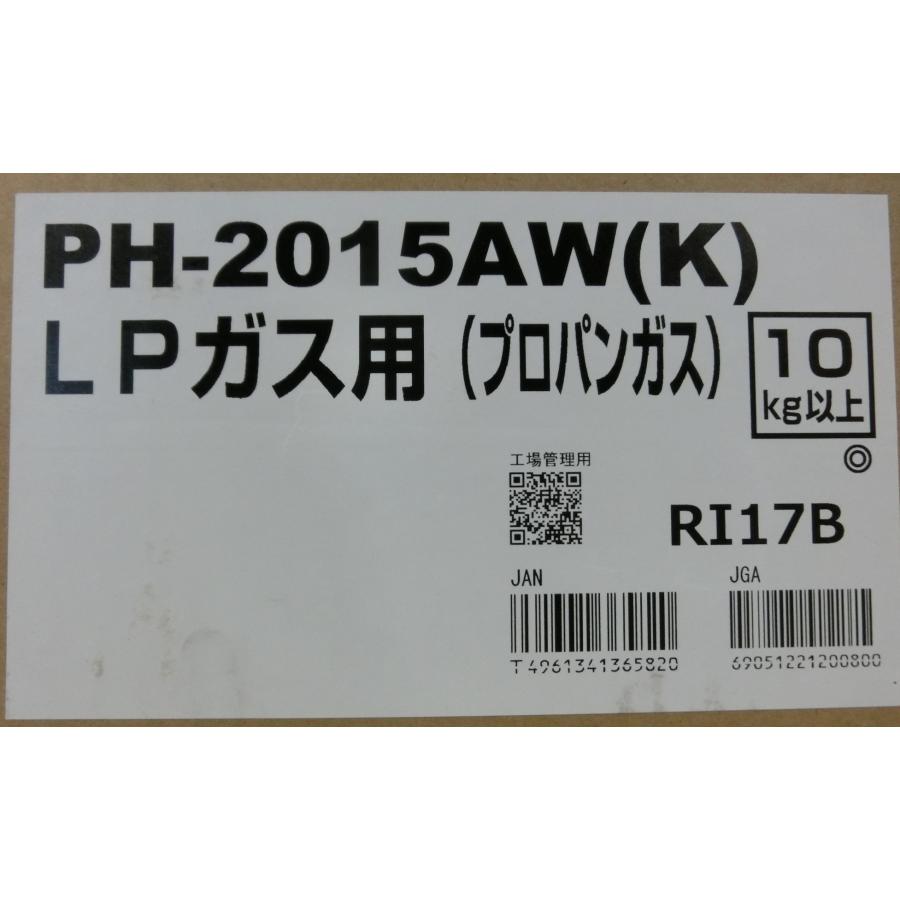 PH-2015AW(K)
LPガス用(プロパンガス)
10
kg以上
◎
工場管理用
RI17B
JAN
JGA
T4961341365820
69051221200800